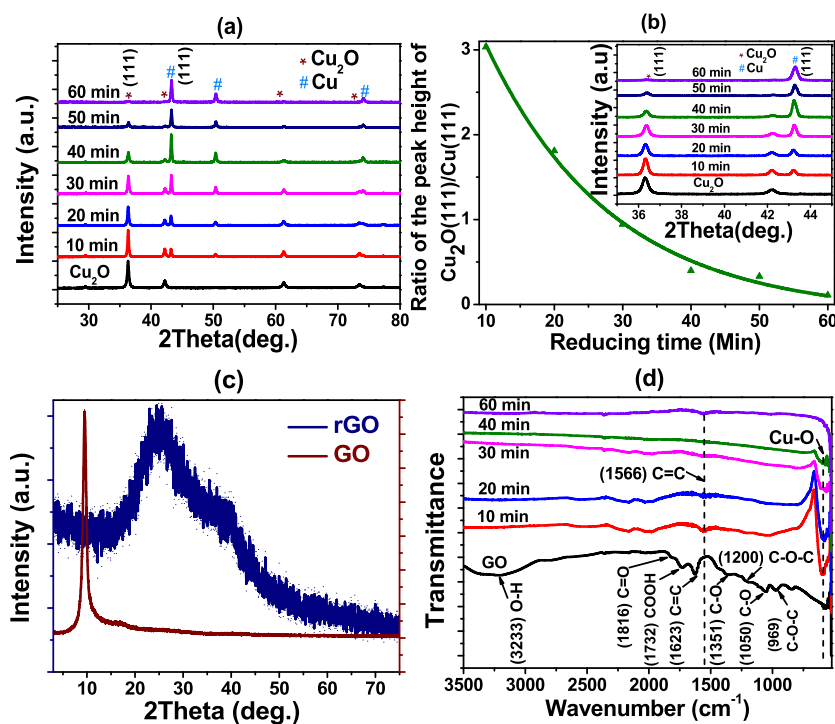 (a)
Intensity (a.u.)
(111)
(111)
* Cu2O
# Cu
*
*
#
#
*
*
#
60 min
50 min
40 min
30 min
20 min
10 min
Cu2O
30
40
50
60
70
80
2Theta(deg.)
(b)
Ratio of the peak height of
Cu2O(111)/Cu(111)
3
2
1
0
10
20
30
40
50
60
Reducing time (Min)
Intensity (a.u)
(111)
* Cu2O
# Cu
#
(111)
*
60 min
50 min
40 min
30 min
20 min
10 min
Cu2O
36
38
40
42
44
2Theta(deg.)
(c)
Intensity (a.u.)
rGO
GO
10
20
30
40
50
60
70
2Theta (deg.)
(d)
Transmittance
60 min
40 min
30 min
20 min
10 min
GO
Cu-O
(1566) C=C
(1200) C-O-C
(3233) O-H
(1816) C=O
(1732) COOH
(1623) C=C
(1351) C-O
(1050) C-O
(969)
C-O-C
3500
3000
2500
2000
1500
1000
Wavenumber (cm-1)